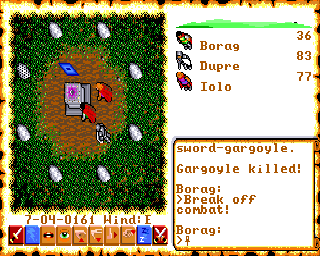 36
Borag
83
Dupre
77
Iolo
sword-gargoyle.
Gargoyle killed!
Borag:
>Break off
combat!
Borag:
>
7-04-0161 Wind:E